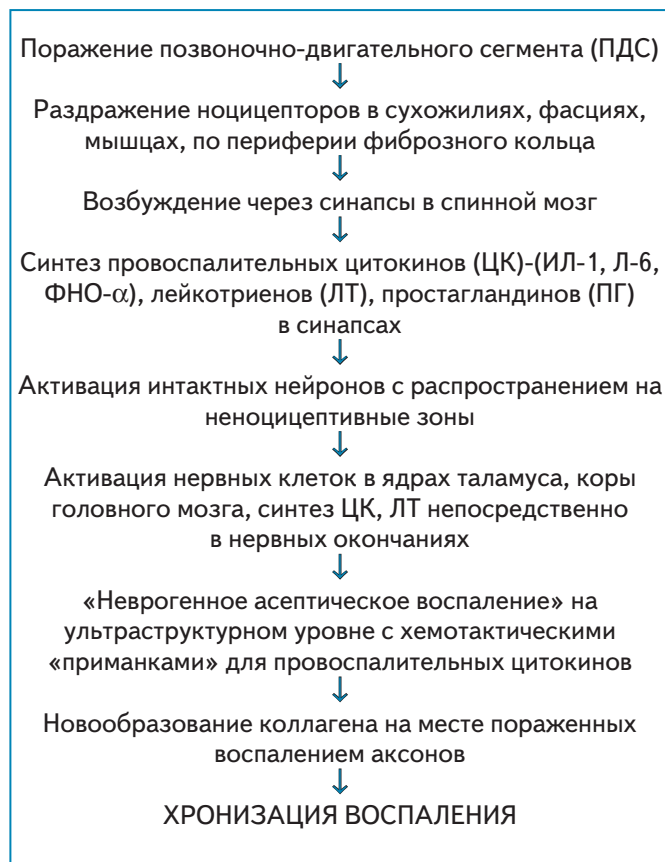 Поражение позвоночно-двигательного сегмента (ПДС)
↓
Раздражение ноцицепторов в сухожилиях, фасциях,
мышцах, по периферии фиброзного кольца
↓
Возбуждение через синапсы в спинной мозг
↓
Синтез провоспалительных цитокинов (ЦК)-(ИЛ-1, Л-6,
ФНО-α), лейкотриенов (ЛТ), простагландинов (ПГ)
в синапсах
↓
Активация интактных нейронов с распространением на
неноцицептивные зоны
↓
Активация нервных клеток в ядрах таламуса, коры
головного мозга, синтез ЦК, ЛТ непосредственно
в нервных окончаниях
↓
«Неврогенное асептическое воспаление» на
ультраструктурном уровне с хемотактическими
«приманками» для провоспалительных цитокинов
↓
Новообразование коллагена на месте пораженных
воспалением аксонов
↓
ХРОНИЗАЦИЯ ВОСПАЛЕНИЯ